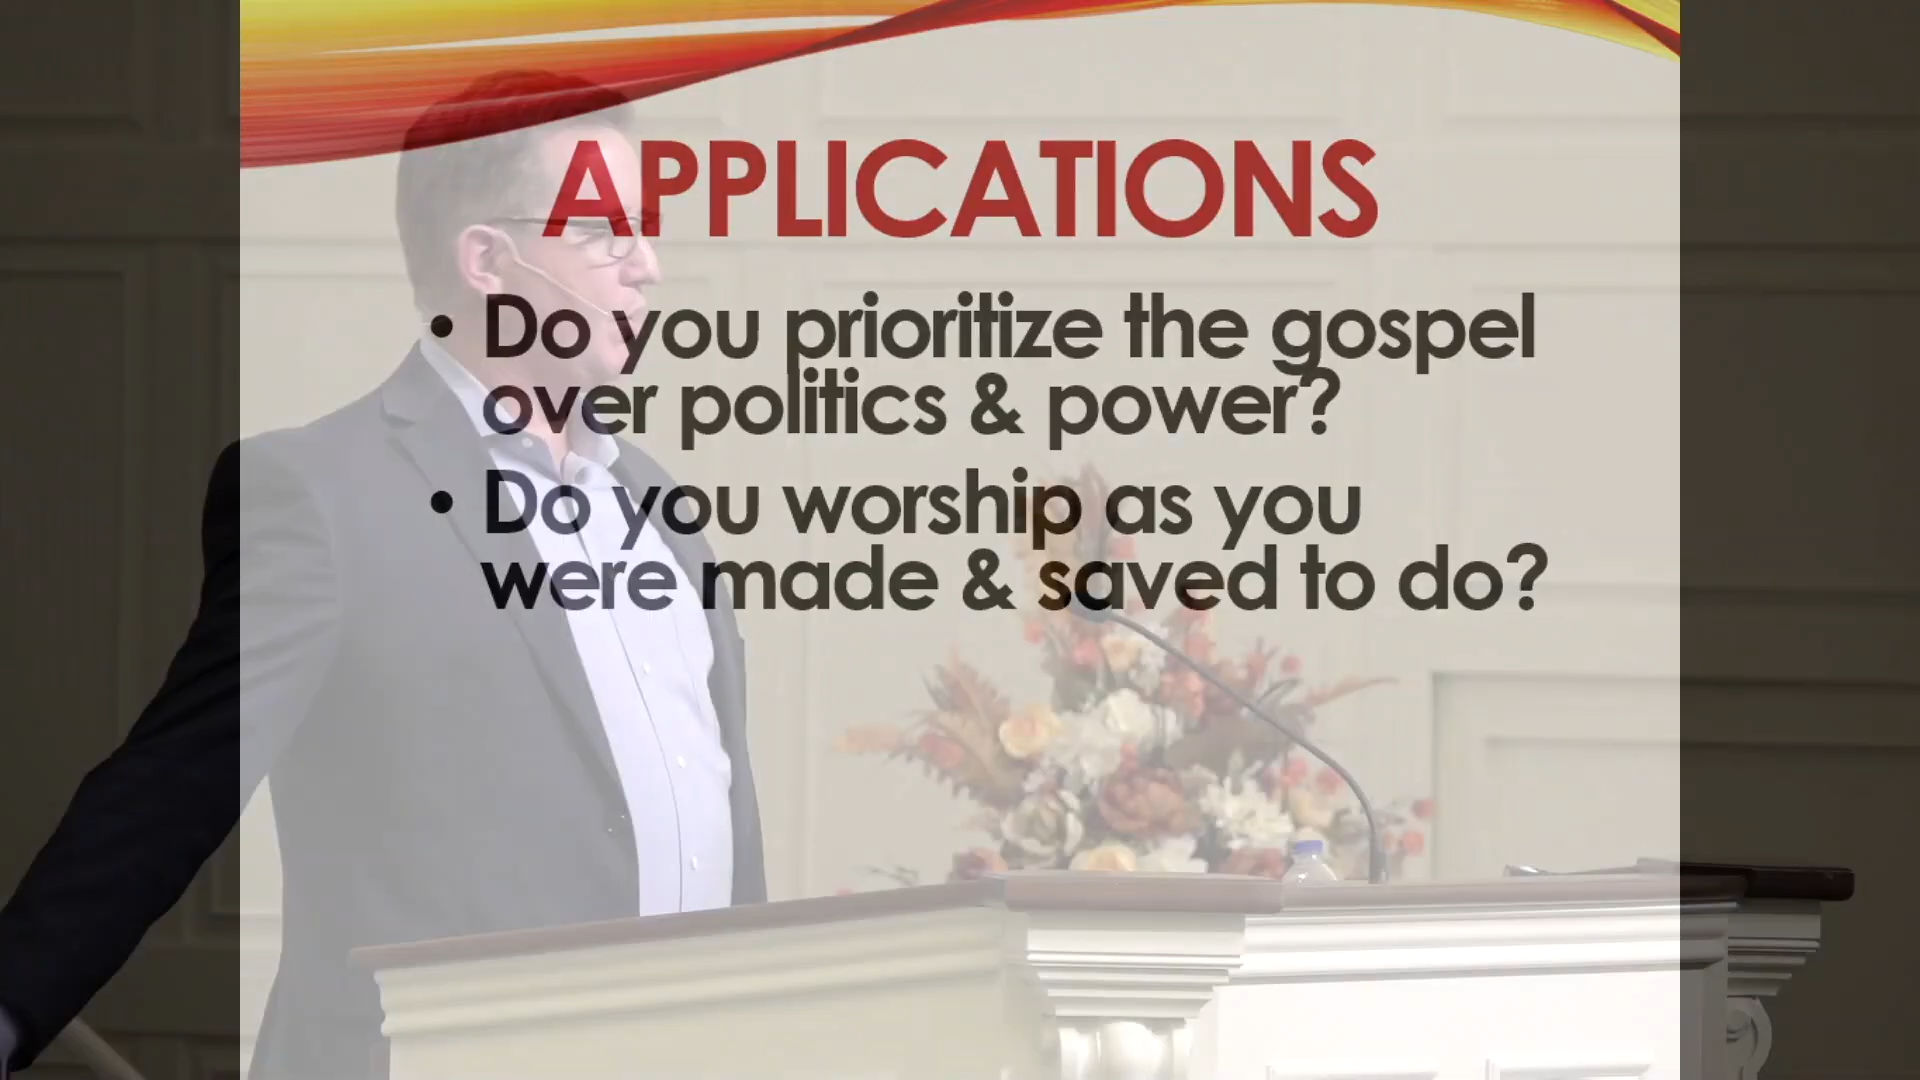 APPLICATIONS
• Do you prioritize the gospel
over politics & power?
• Do you worship as you
were made & saved to do?